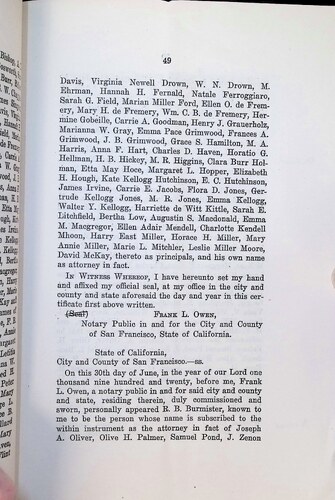 49
Davis, Virginia Newell Drown, W. N. Drown, M.
Ehrman, Hannah H. Fernald, Natale Ferroggiaro,
Sarah G. Field, Marian Miller Ford, Ellen O. de Frem-
ery, Mary H. de Fremery, Wm. C. B. de Fremery, Her-
mine Gobeille, Carrie A. Goodman, Henry J. Grauerholz,
Marianna W. Gray, Emma Pace Grimwood, Frances A.
Grimwood, J. B. Grimwood, Grace S. Hamilton, M. A.
Harris, Anna F. Hart, Charles D. Haven, Horatio G.
Hellman, H. B. Hickey, M. R. Higgins, Clara Burr Hel-
man, Etta May Hoce, Margaret L. Hopper, Elizabeth
H. Hough, Kate Kellogg Hutchinson, E. C. Hutchinson,
James Irvine, Carrie E. Jacobs, Flora D. Jones, Ger-
trude Kellogg Jones, M. R. Jones, Emma Kellogg,
Walter Y. Kellogg, Harriette de Witt Kittle, Sarah E.
Litchfield, Bertha Low, Augustin S. Macdonald, Emma
M. Macgregor, Ellen Adair Mendell, Charlotte Kendell
Mhoon, Harry East Miller, Horace H. Miller, Mary
Annie Miller, Marie L. Mitchler, Leslie Miller Moore,
David McKay, thereto as principals, and his own name
as attorney in fact.
In Witness Whereof, I have hereunto set my hand
and affixed my official seal, at my office in the city and
county and state aforesaid the day and year in this cer-
tificate first above written.
(Seal) Frank L. Owen,
Notary Public in and for the City and County
of San Francisco, State of California.
State of California,
City and County of San Francisco.—ss.
On this 30th day of June, in the year of our Lord one
thousand nine hundred and twenty, before me, Frank
L. Owen, a notary public in and for said city and county
and state, residing therein, duly commissioned and
sworn, personally appeared R. B. Burmister, known to
me to be the person whose name is subscribed to the
within instrument as the attorney in fact of Joseph
A. Oliver, Olive H. Palmer, Samuel Pond, J. Zenon